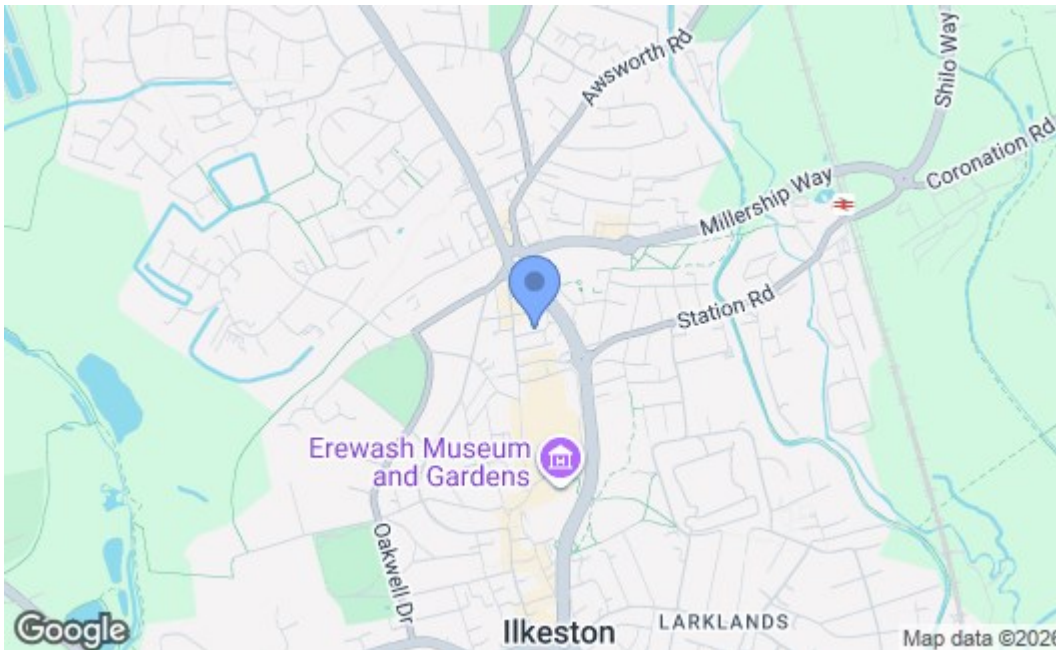 Awsworth Rd
Shilo Way
Coronation Rd
Millership Way
Station Rd
Erewash Museum
and Gardens
Oakwell Dr
Ilkeston
LARKLANDS
Google
Map data ©2026